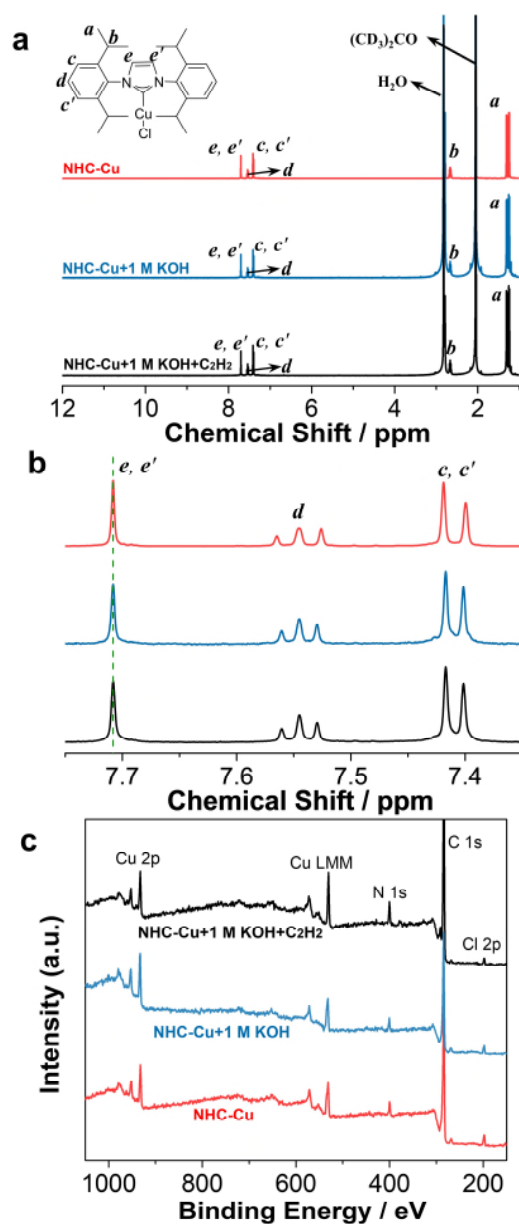 a
a
b
c
d
c'
e
e'
N
N
Cu
Cl
(CD₃)₂CO
H₂O
e, e'
c, c'
d
b
a
NHC-Cu
e, e'
c, c'
d
b
a
NHC-Cu+1 M KOH
e, e'
c, c'
d
b
a
NHC-Cu+1 M KOH+C₂H₂
12 10 8 6 4 2
Chemical Shift / ppm
b
e, e'
d
c, c'
7.7 7.6 7.5 7.4
Chemical Shift / ppm
c
Cu 2p
Cu LMM
N 1s
C 1s
Cl 2p
NHC-Cu+1 M KOH+C₂H₂
NHC-Cu+1 M KOH
NHC-Cu
Intensity (a.u.)
1000 800 600 400 200
Binding Energy / eV